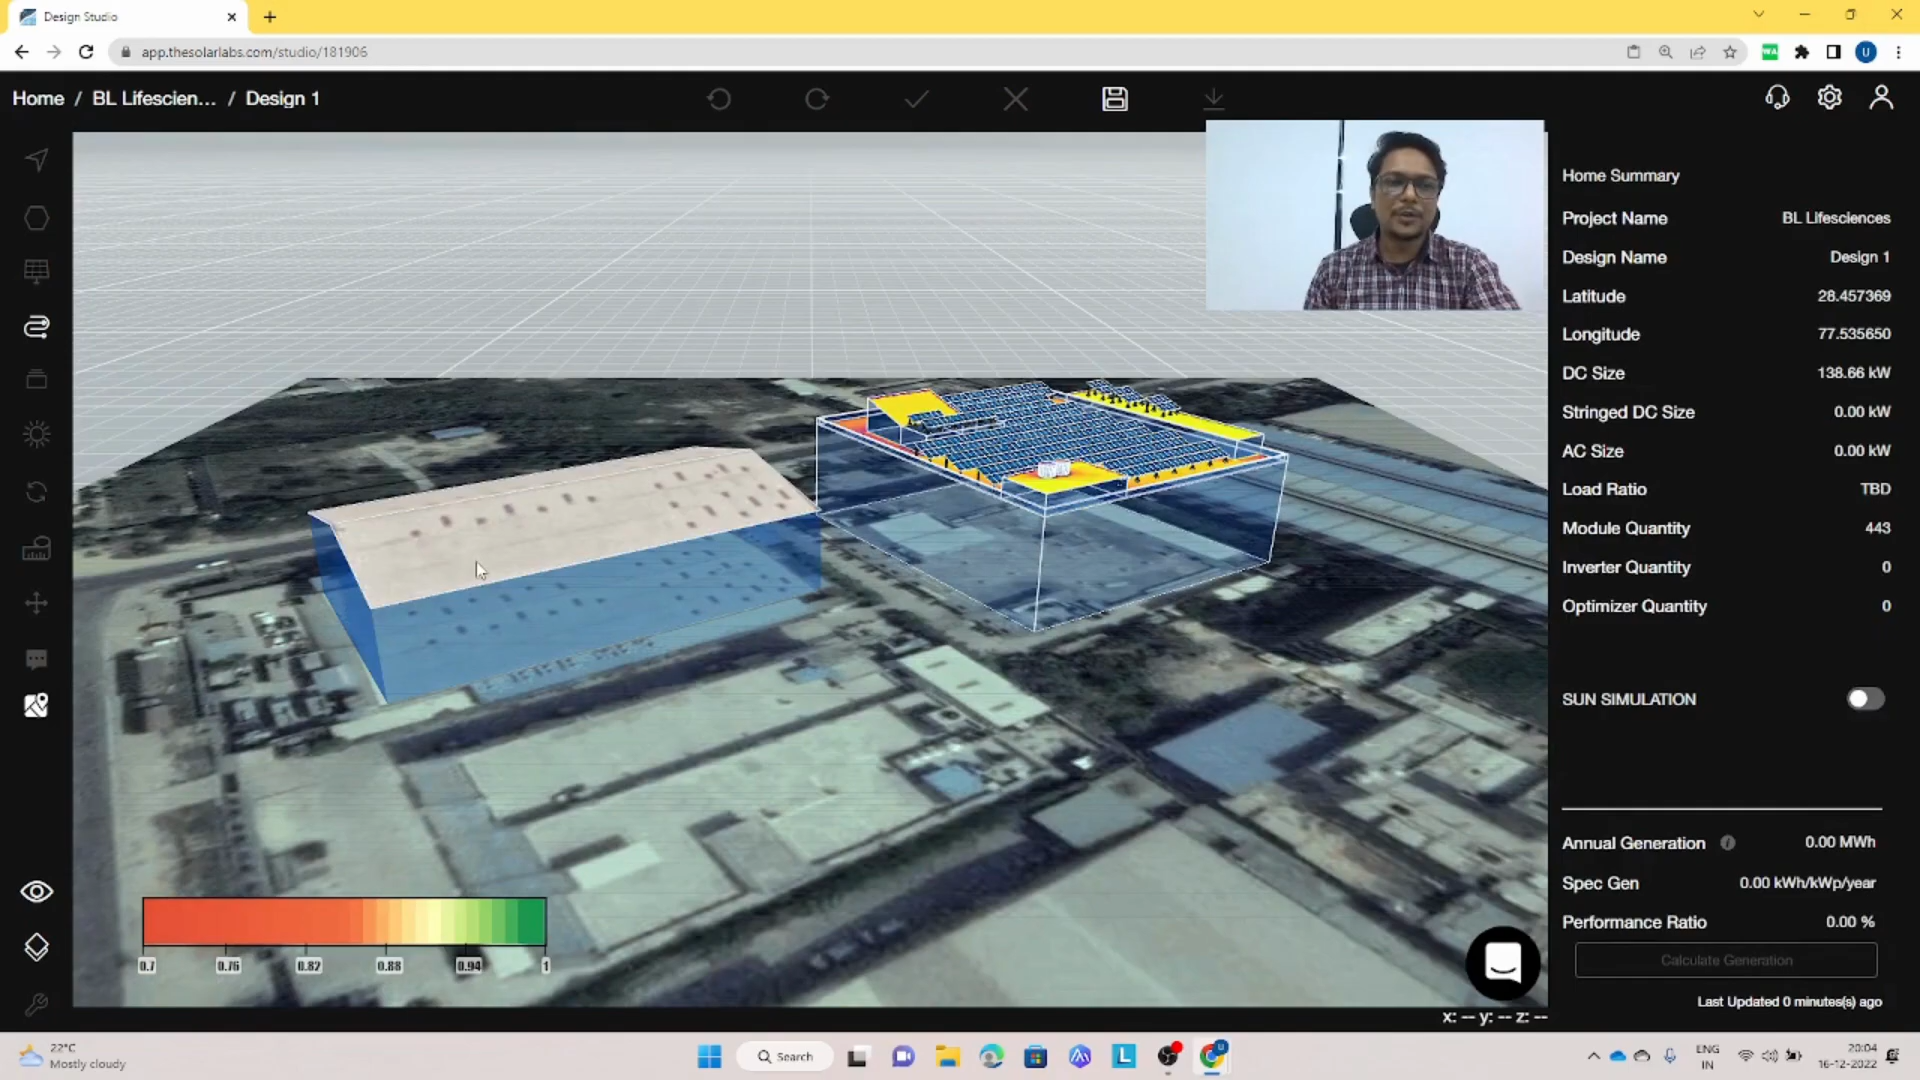 Design Studio
app.thesolarlabs.com/studio/181906
WA
U
Home / BL Lifescien... / Design 1
Home Summary
Project Name BL Lifesciences
Design Name Design 1
Latitude 28.457369
Longitude 77.535650
DC Size 138.66 kW
Stringed DC Size 0.00 kW
AC Size 0.00 kW
Load Ratio TBD
Module Quantity 443
Inverter Quantity 0
Optimizer Quantity 0
SUN SIMULATION
Annual Generation 0.00 MWh
Spec Gen 0.00 kWh/kWp/year
Performance Ratio 0.00 %
Calculate Generation
Last Updated 0 minutes(s) ago
0.7 0.76 0.82 0.88 0.94 1
x: -- y: -- z: --
22°C
Mostly cloudy
Search
L
ENG
IN
20:04
16-12-2022